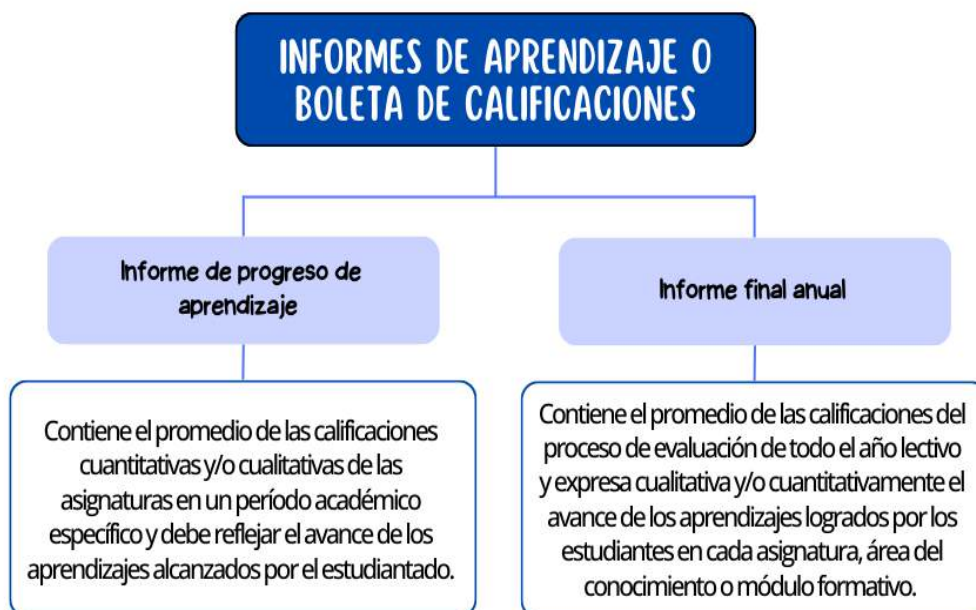 INFORMES DE APRENDIZAJE O
BOLETA DE CALIFICACIONES
Informe de progreso de
aprendizaje
Contiene el promedio de las calificaciones
cuantitativas y/o cualitativas de las
asignaturas en un período académico
específico y debe reflejar el avance de los
aprendizajes alcanzados por el estudiantado.
Informe final anual
Contiene el promedio de las calificaciones del
proceso de evaluación de todo el año lectivo
y expresa cualitativa y/o cuantitativamente el
avance de los aprendizajes logrados por los
estudiantes en cada asignatura, área del
conocimiento o módulo formativo.